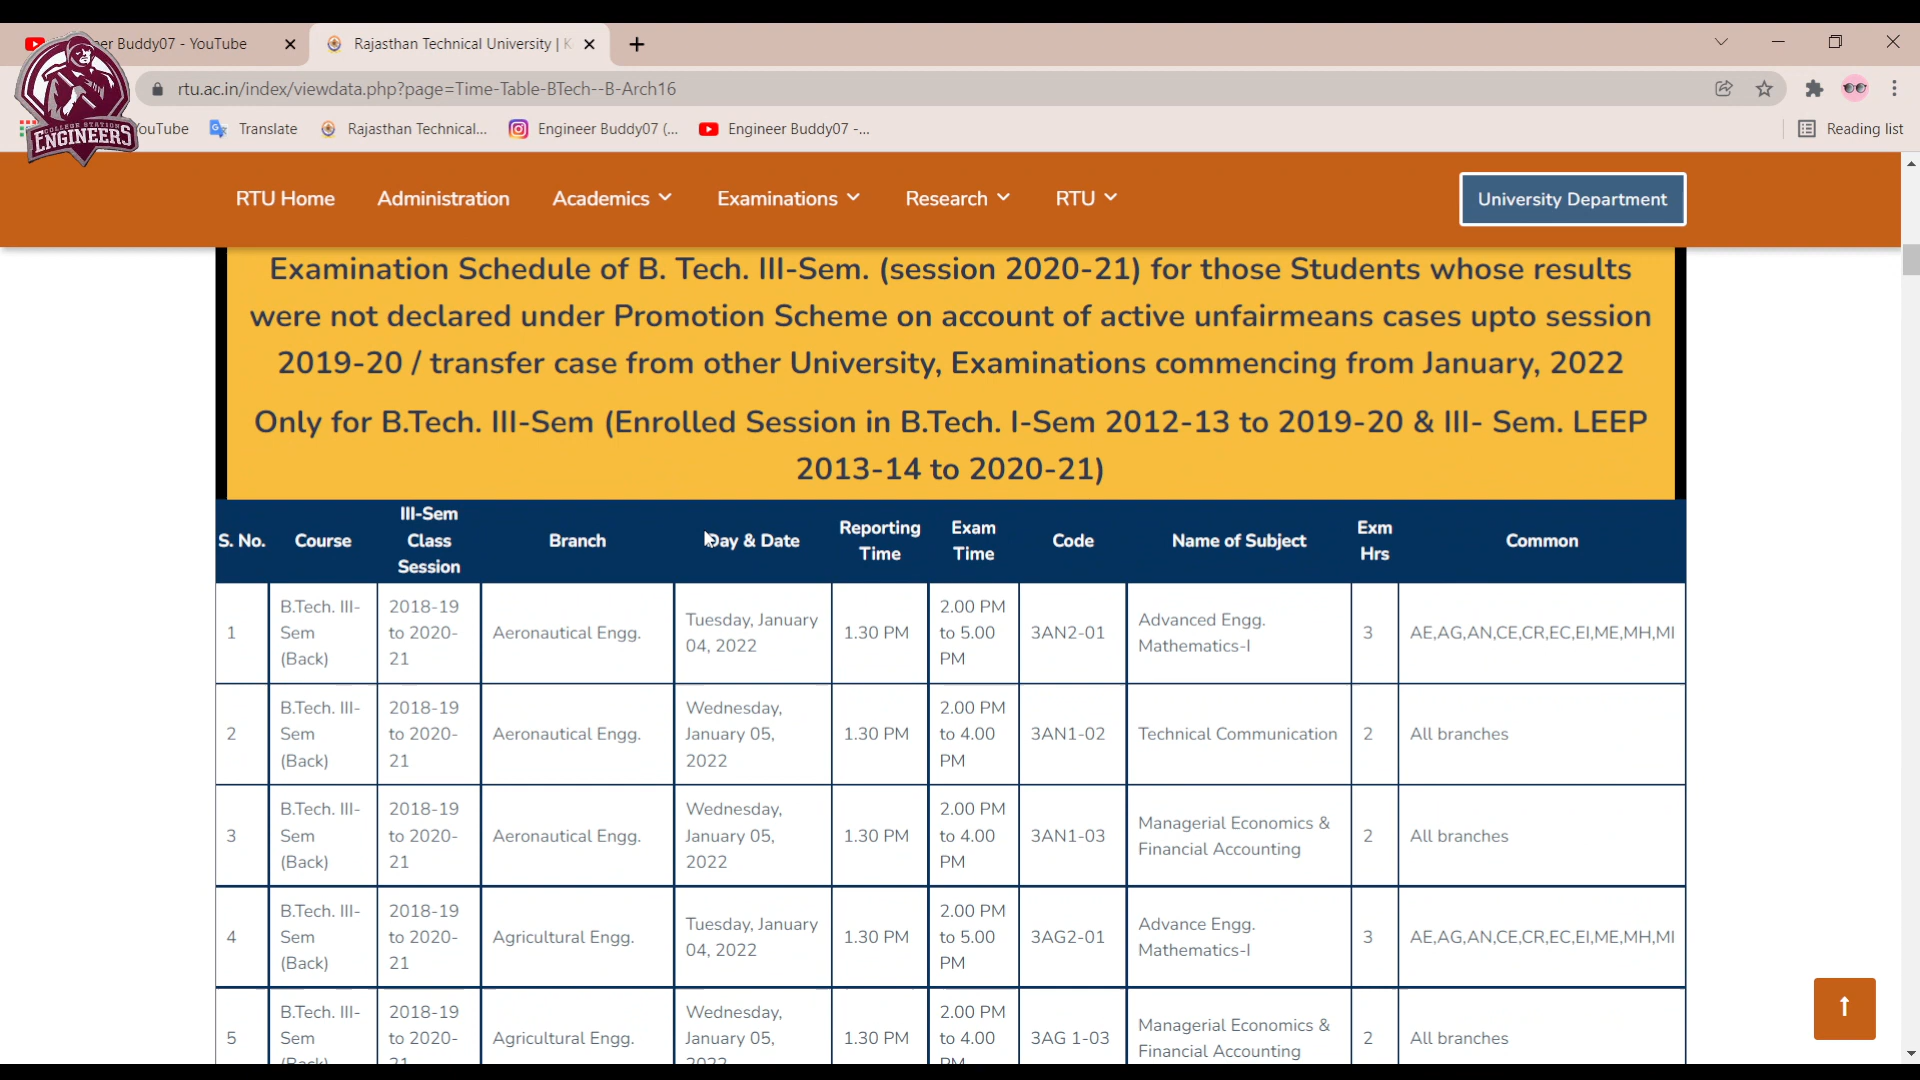 er Buddy07 - YouTube
Rajasthan Technical University | K
rtu.ac.in/index/viewdata.php?page=Time-Table-BTech--B-Arch16
COLLEGE STATION
ENGINEERS
ouTube
Translate
Rajasthan Technical...
Engineer Buddy07 (...
Engineer Buddy07 -...
Reading list
RTU Home
Administration
Academics
Examinations
Research
RTU
University Department
Examination Schedule of B. Tech. III-Sem. (session 2020-21) for those Students whose results
were not declared under Promotion Scheme on account of active unfairmeans cases upto session
2019-20 / transfer case from other University, Examinations commencing from January, 2022
Only for B.Tech. III-Sem (Enrolled Session in B.Tech. I-Sem 2012-13 to 2019-20 & III- Sem. LEEP
2013-14 to 2020-21)
S. No.
Course
III-Sem
Class
Session
Branch
Day & Date
Reporting
Time
Exam
Time
Code
Name of Subject
Exm
Hrs
Common
1
B.Tech. III-
Sem
(Back)
2018-19
to 2020-
21
Aeronautical Engg.
Tuesday, January
04, 2022
1.30 PM
2.00 PM
to 5.00
PM
3AN2-01
Advanced Engg.
Mathematics-I
3
AE,AG,AN,CE,CR,EC,EI,ME,MH,MI
2
B.Tech. III-
Sem
(Back)
2018-19
to 2020-
21
Aeronautical Engg.
Wednesday,
January 05,
2022
1.30 PM
2.00 PM
to 4.00
PM
3AN1-02
Technical Communication
2
All branches
3
B.Tech. III-
Sem
(Back)
2018-19
to 2020-
21
Aeronautical Engg.
Wednesday,
January 05,
2022
1.30 PM
2.00 PM
to 4.00
PM
3AN1-03
Managerial Economics &
Financial Accounting
2
All branches
4
B.Tech. III-
Sem
(Back)
2018-19
to 2020-
21
Agricultural Engg.
Tuesday, January
04, 2022
1.30 PM
2.00 PM
to 5.00
PM
3AG2-01
Advance Engg.
Mathematics-I
3
AE,AG,AN,CE,CR,EC,EI,ME,MH,MI
5
B.Tech. III-
Sem
(Back)
2018-19
to 2020-
21
Agricultural Engg.
Wednesday,
January 05,
2022
1.30 PM
2.00 PM
to 4.00
PM
3AG 1-03
Managerial Economics &
Financial Accounting
2
All branches